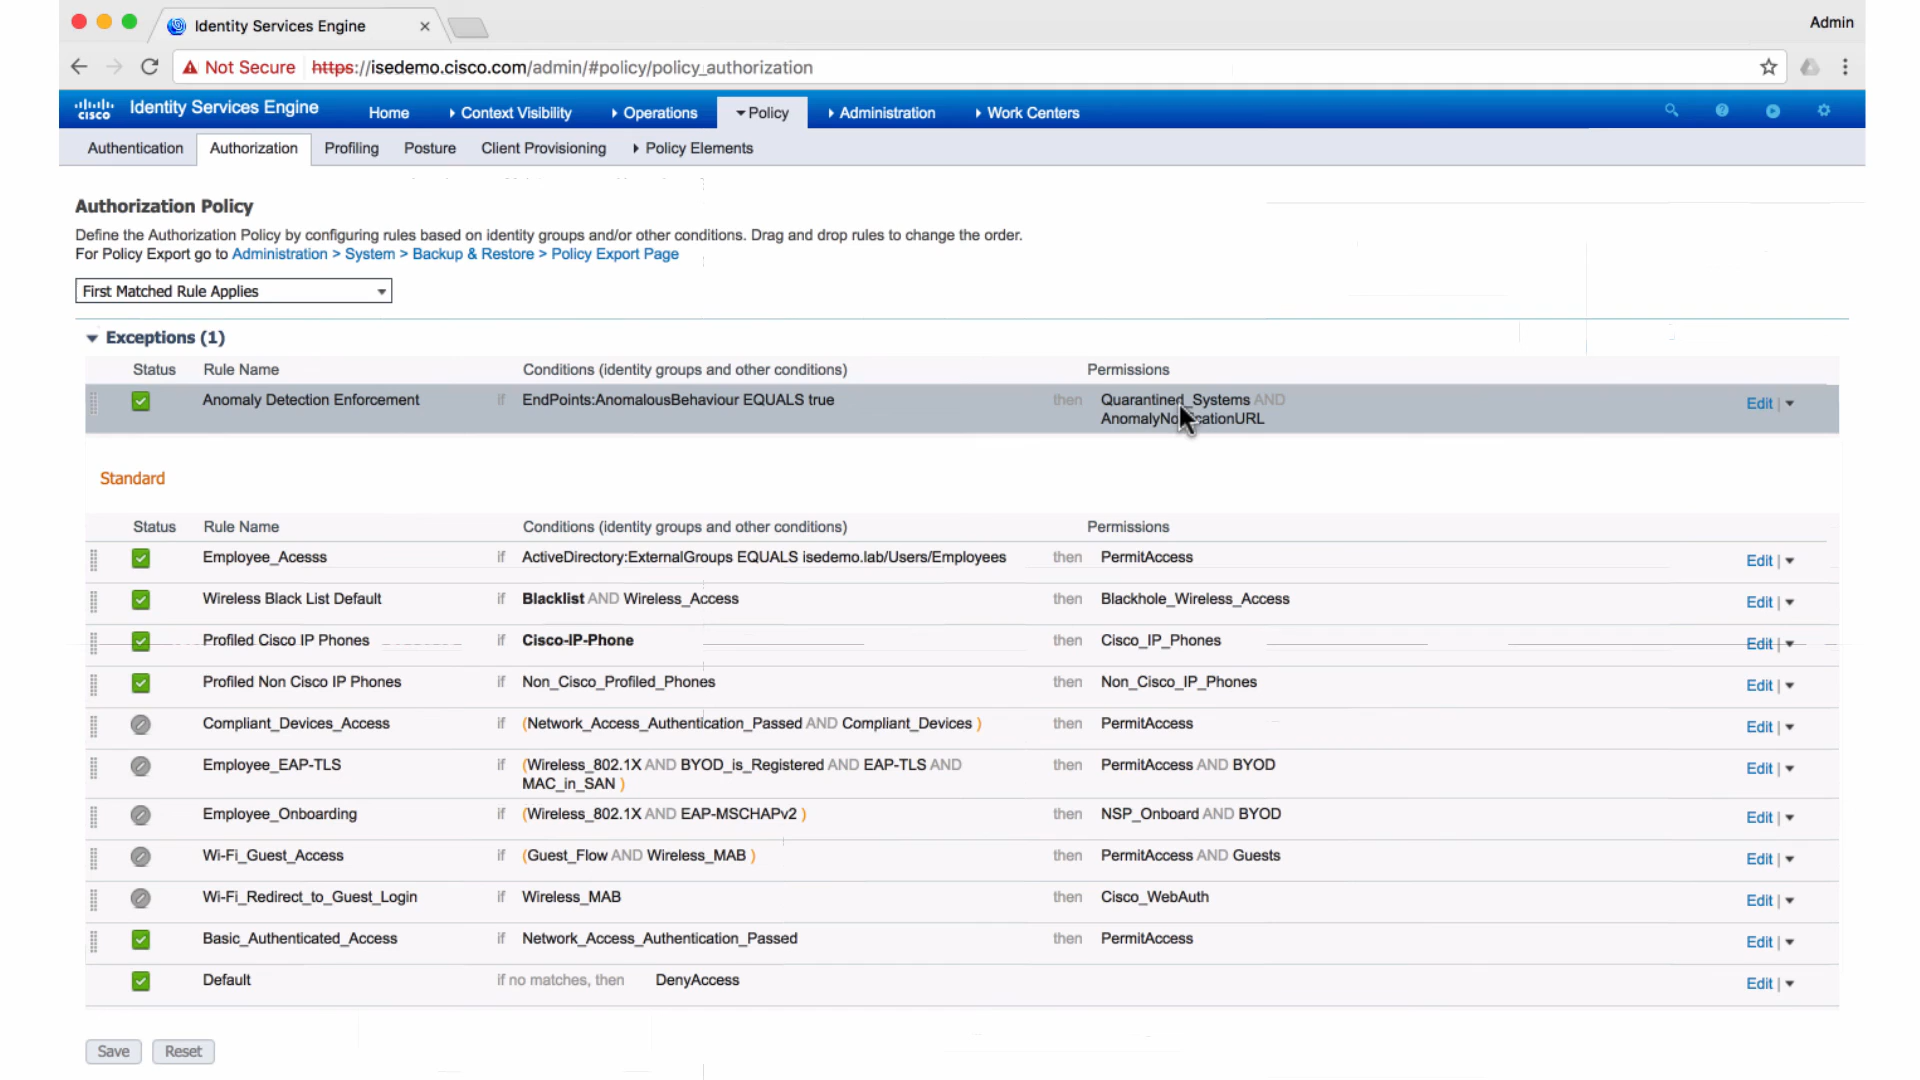 Identity Services Engine
Admin
Not Secure https://isedemo.cisco.com/admin/#policy/policy_authorization
cisco Identity Services Engine Home Context Visibility Operations Policy Administration Work Centers
Authentication Authorization Profiling Posture Client Provisioning Policy Elements
Authorization Policy
Define the Authorization Policy by configuring rules based on identity groups and/or other conditions. Drag and drop rules to change the order.
For Policy Export go to Administration > System > Backup & Restore > Policy Export Page
First Matched Rule Applies
Exceptions (1)
Status Rule Name Conditions (identity groups and other conditions) Permissions
Anomaly Detection Enforcement if EndPoints:AnomalousBehaviour EQUALS true then Quarantined_Systems AND Edit |
AnomalyNotificationURL
Standard
Status Rule Name Conditions (identity groups and other conditions) Permissions
Employee_Acesss if ActiveDirectory:ExternalGroups EQUALS isedemo.lab/Users/Employees then PermitAccess Edit |
Wireless Black List Default if Blacklist AND Wireless_Access then Blackhole_Wireless_Access Edit |
Profiled Cisco IP Phones if Cisco-IP-Phone then Cisco_IP_Phones Edit |
Profiled Non Cisco IP Phones if Non_Cisco_Profiled_Phones then Non_Cisco_IP_Phones Edit |
Compliant_Devices_Access if (Network_Access_Authentication_Passed AND Compliant_Devices ) then PermitAccess Edit |
Employee_EAP-TLS if (Wireless_802.1X AND BYOD_is_Registered AND EAP-TLS AND then PermitAccess AND BYOD Edit |
MAC_in_SAN )
Employee_Onboarding if (Wireless_802.1X AND EAP-MSCHAPv2 ) then NSP_Onboard AND BYOD Edit |
Wi-Fi_Guest_Access if (Guest_Flow AND Wireless_MAB ) then PermitAccess AND Guests Edit |
Wi-Fi_Redirect_to_Guest_Login if Wireless_MAB then Cisco_WebAuth Edit |
Basic_Authenticated_Access if Network_Access_Authentication_Passed then PermitAccess Edit |
Default if no matches, then DenyAccess Edit |
Save Reset